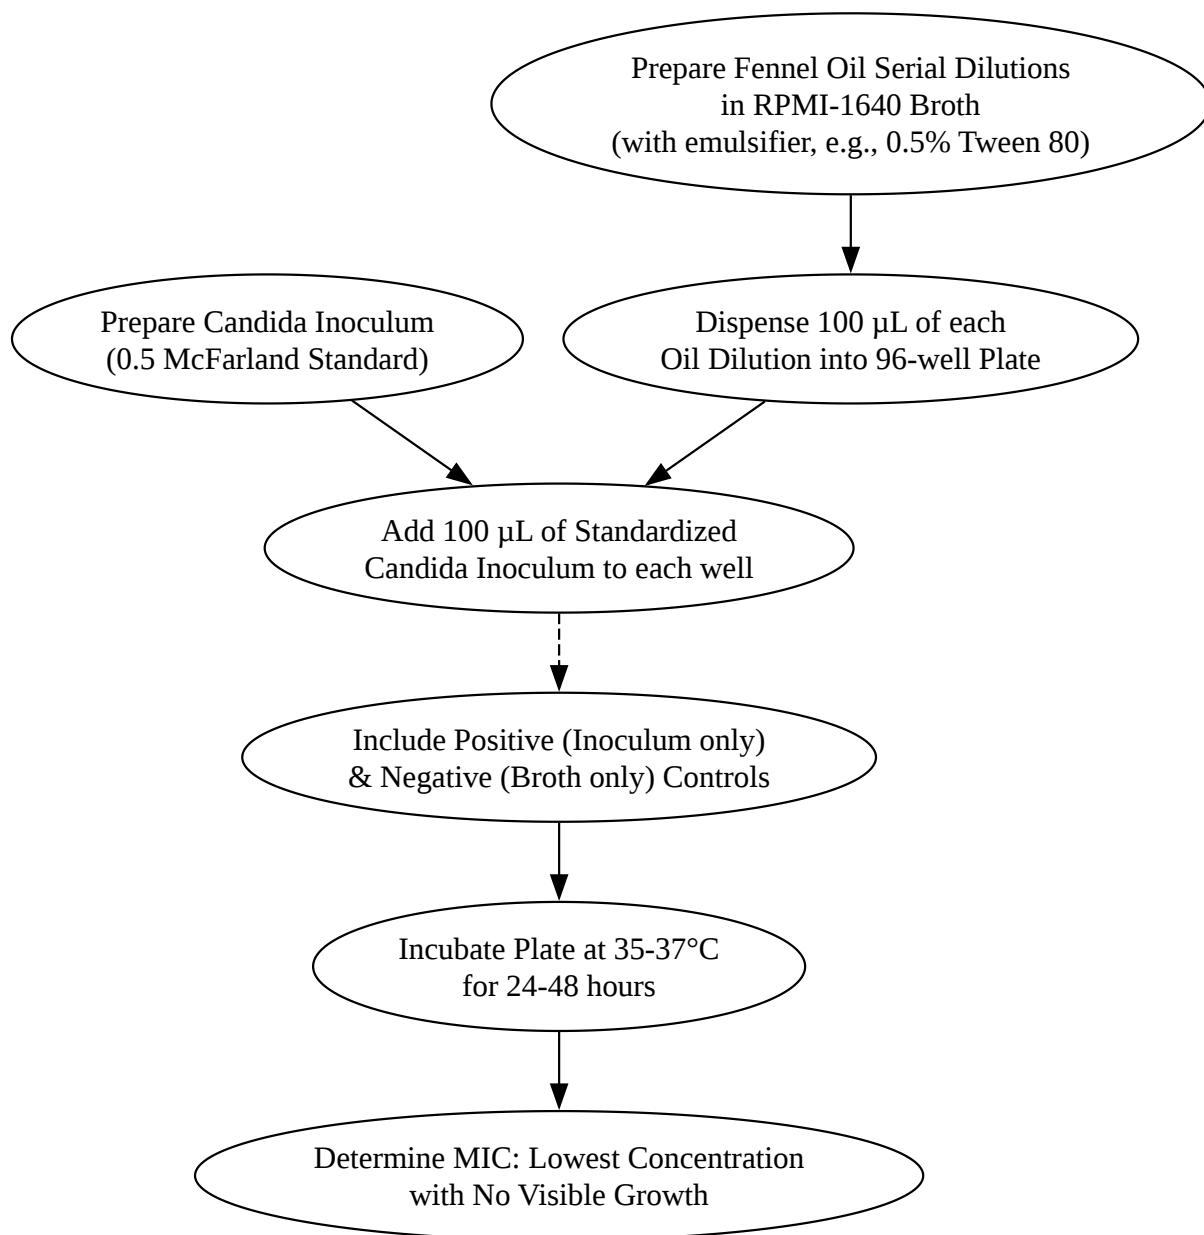 Prepare Fennel Oil Serial Dilutions
in RPMI-1640 Broth
(with emulsifier, e.g., 0.5% Tween 80)
Prepare Candida Inoculum
(0.5 McFarland Standard)
Dispense 100 µL of each
Oil Dilution into 96-well Plate
Add 100 µL of Standardized
Candida Inoculum to each well
Include Positive (Inoculum only)
& Negative (Broth only) Controls
Incubate Plate at 35-37°C
for 24-48 hours
Determine MIC: Lowest Concentration
with No Visible Growth